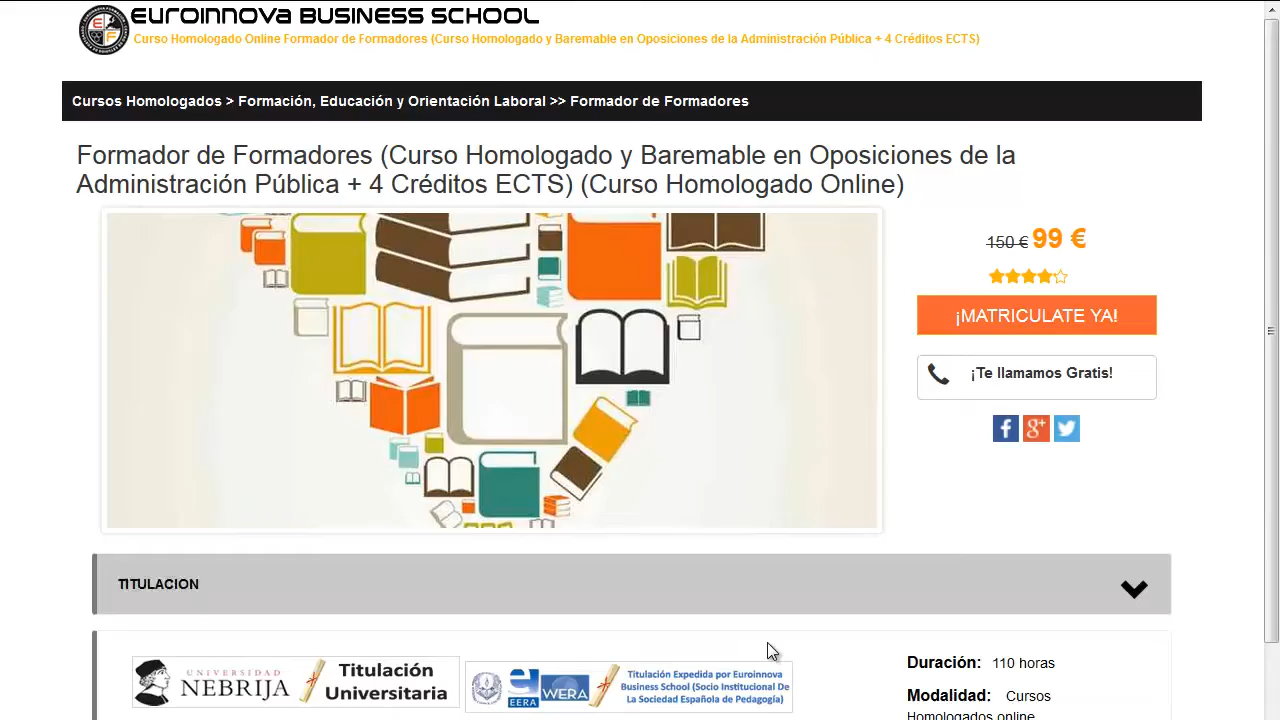 EUROINNOVA BUSINESS SCHOOL
Curso Homologado Online Formador de Formadores (Curso Homologado y Baremable en Oposiciones de la Administración Pública + 4 Créditos ECTS)
Cursos Homologados > Formación, Educación y Orientación Laboral >> Formador de Formadores
Formador de Formadores (Curso Homologado y Baremable en Oposiciones de la
Administración Pública + 4 Créditos ECTS) (Curso Homologado Online)
150 € 99 €
¡MATRICULATE YA!
¡Te llamamos Gratis!
TITULACION
UNIVERSIDAD
NEBRIJA
Titulación
Universitaria
EERA
WERA
Titulación Expedida por Euroinnova
Business School (Socio Institucional De
La Sociedad Española de Pedagogía)
Duración: 110 horas
Modalidad: Cursos
Homologados online